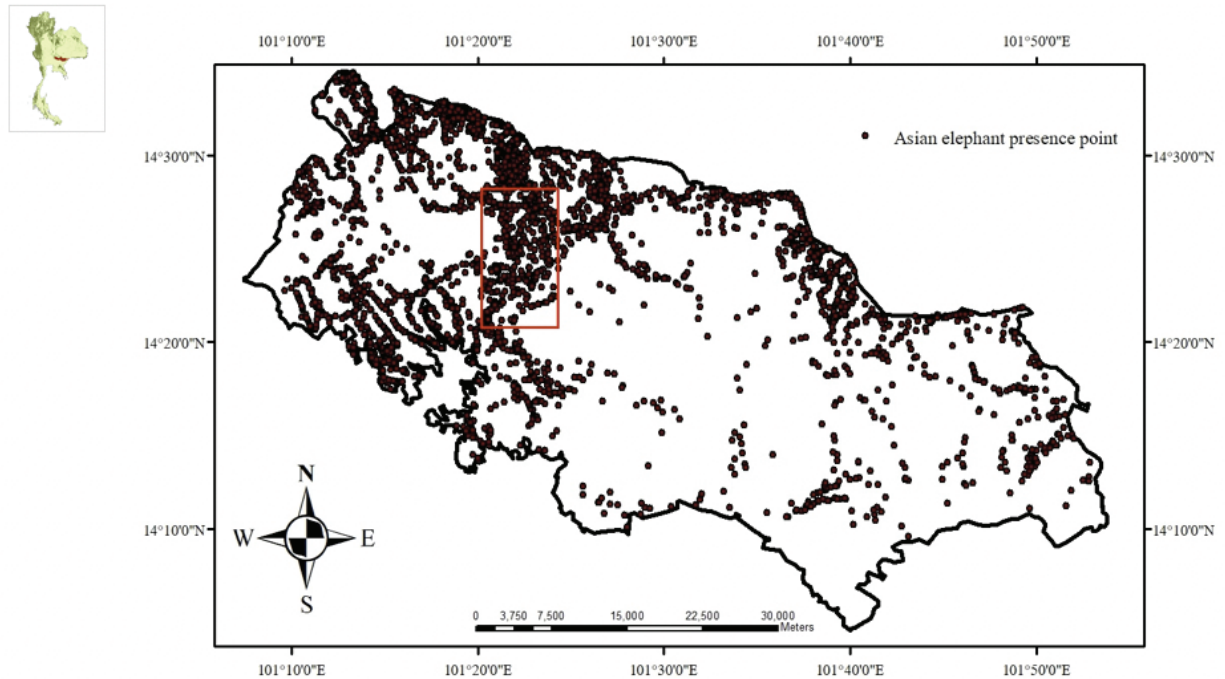 101°10'0"E 101°20'0"E 101°30'0"E 101°40'0"E 101°50'0"E
Asian elephant presence point
14°30'0"N 14°30'0"N
14°20'0"N 14°20'0"N
N
14°10'0"N W E 14°10'0"N
S
0 3,750 7,500 15,000 22,500 30,000
Meters
101°10'0"E 101°20'0"E 101°30'0"E 101°40'0"E 101°50'0"E